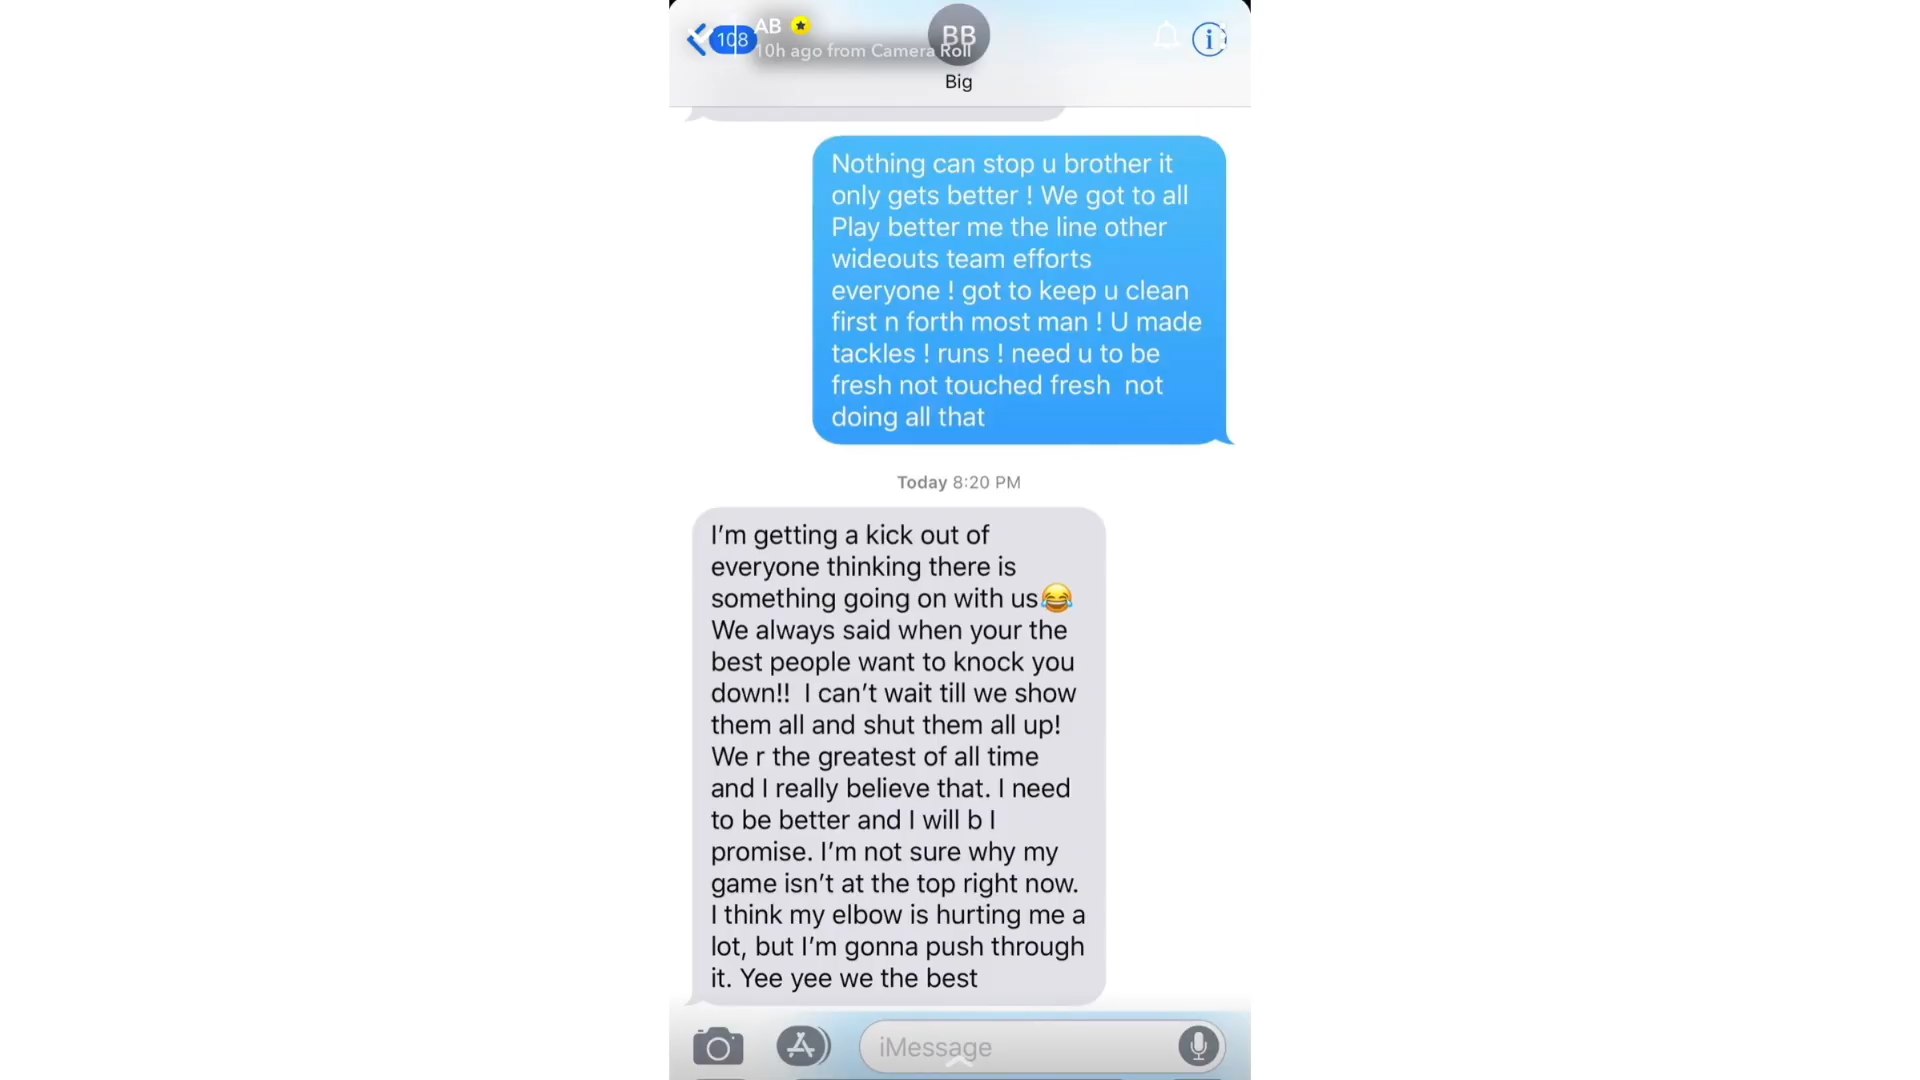 108
AB
10h ago from Camera Roll
BB
Big
Nothing can stop u brother it
only gets better ! We got to all
Play better me the line other
wideouts team efforts
everyone ! got to keep u clean
first n forth most man ! U made
tackles ! runs ! need u to be
fresh not touched fresh  not
doing all that
Today 8:20 PM
I’m getting a kick out of
everyone thinking there is
something going on with us😂
We always said when your the
best people want to knock you
down!!  I can’t wait till we show
them all and shut them all up!
We r the greatest of all time
and I really believe that. I need
to be better and I will b I
promise. I’m not sure why my
game isn’t at the top right now.
I think my elbow is hurting me a
lot, but I’m gonna push through
it. Yee yee we the best
iMessage